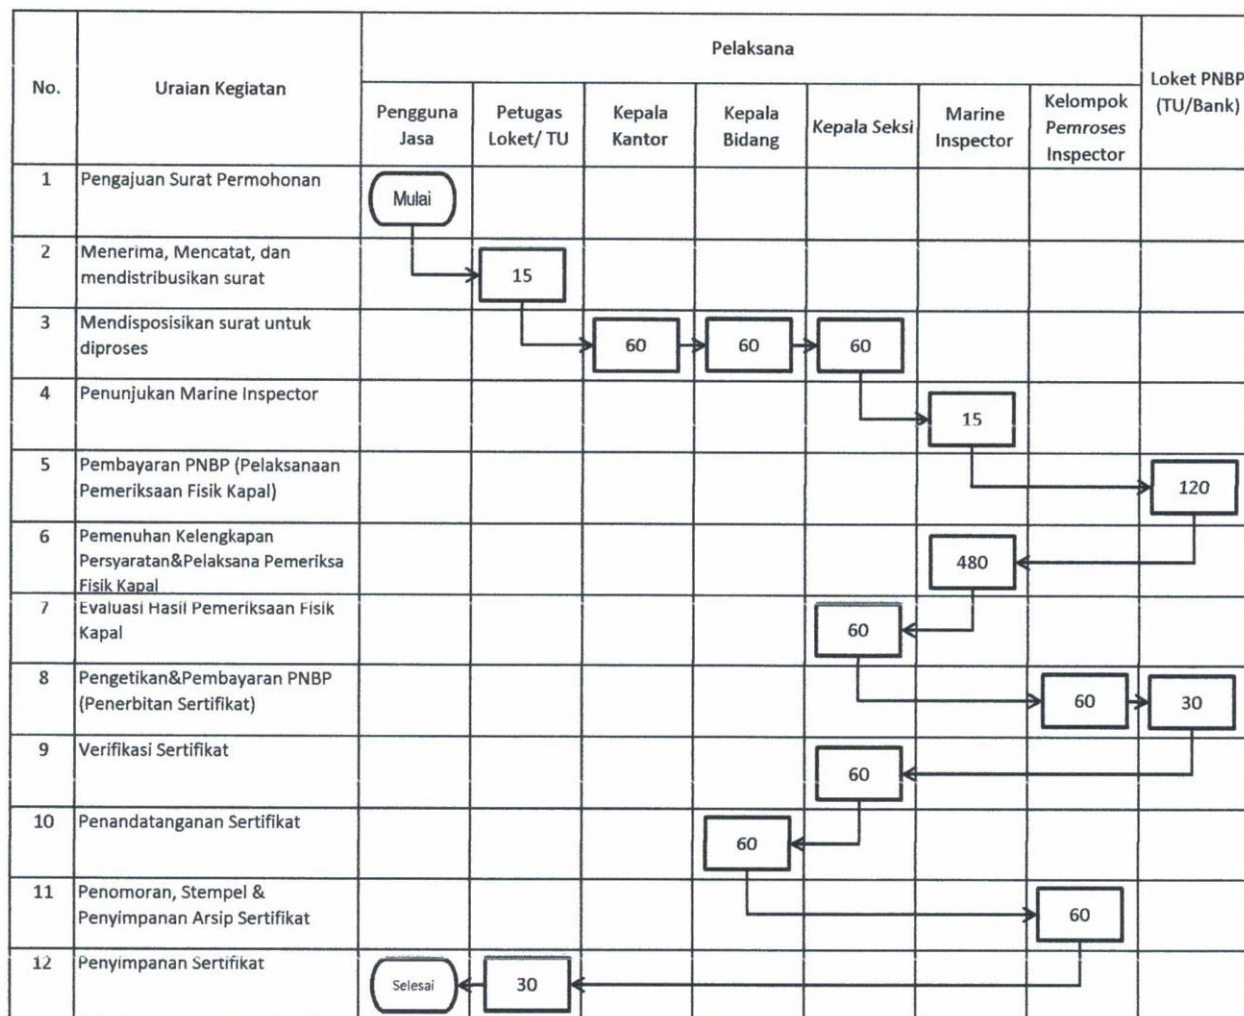 Pelaksana
No.
Uraian Kegiatan
Loket PNBP
(TU/Bank)
Pengguna
Jasa
Petugas
Loket/ TU
Kepala
Kantor
Kepala
Bidang
Kepala Seksi
Marine
Inspector
Kelompok
Pemroses
Inspector
1 Pengajuan Surat Permohonan
Mulai
2 Menerima, Mencatat, dan
mendistribusikan surat
15
3 Mendisposisikan surat untuk
diproses
60 60 60
4 Penunjukan Marine Inspector
15
5 Pembayaran PNBP (Pelaksanaan
Pemeriksaan Fisik Kapal)
120
6 Pemenuhan Kelengkapan
Persyaratan&Pelaksana Pemeriksa
Fisik Kapal
480
7 Evaluasi Hasil Pemeriksaan Fisik
Kapal
60
8 Pengetikan&Pembayaran PNBP
(Penerbitan Sertifikat)
60 30
9 Verifikasi Sertifikat
60
10 Penandatanganan Sertifikat
60
11 Penomoran, Stempel &
Penyimpanan Arsip Sertifikat
60
12 Penyimpanan Sertifikat
Selesai 30